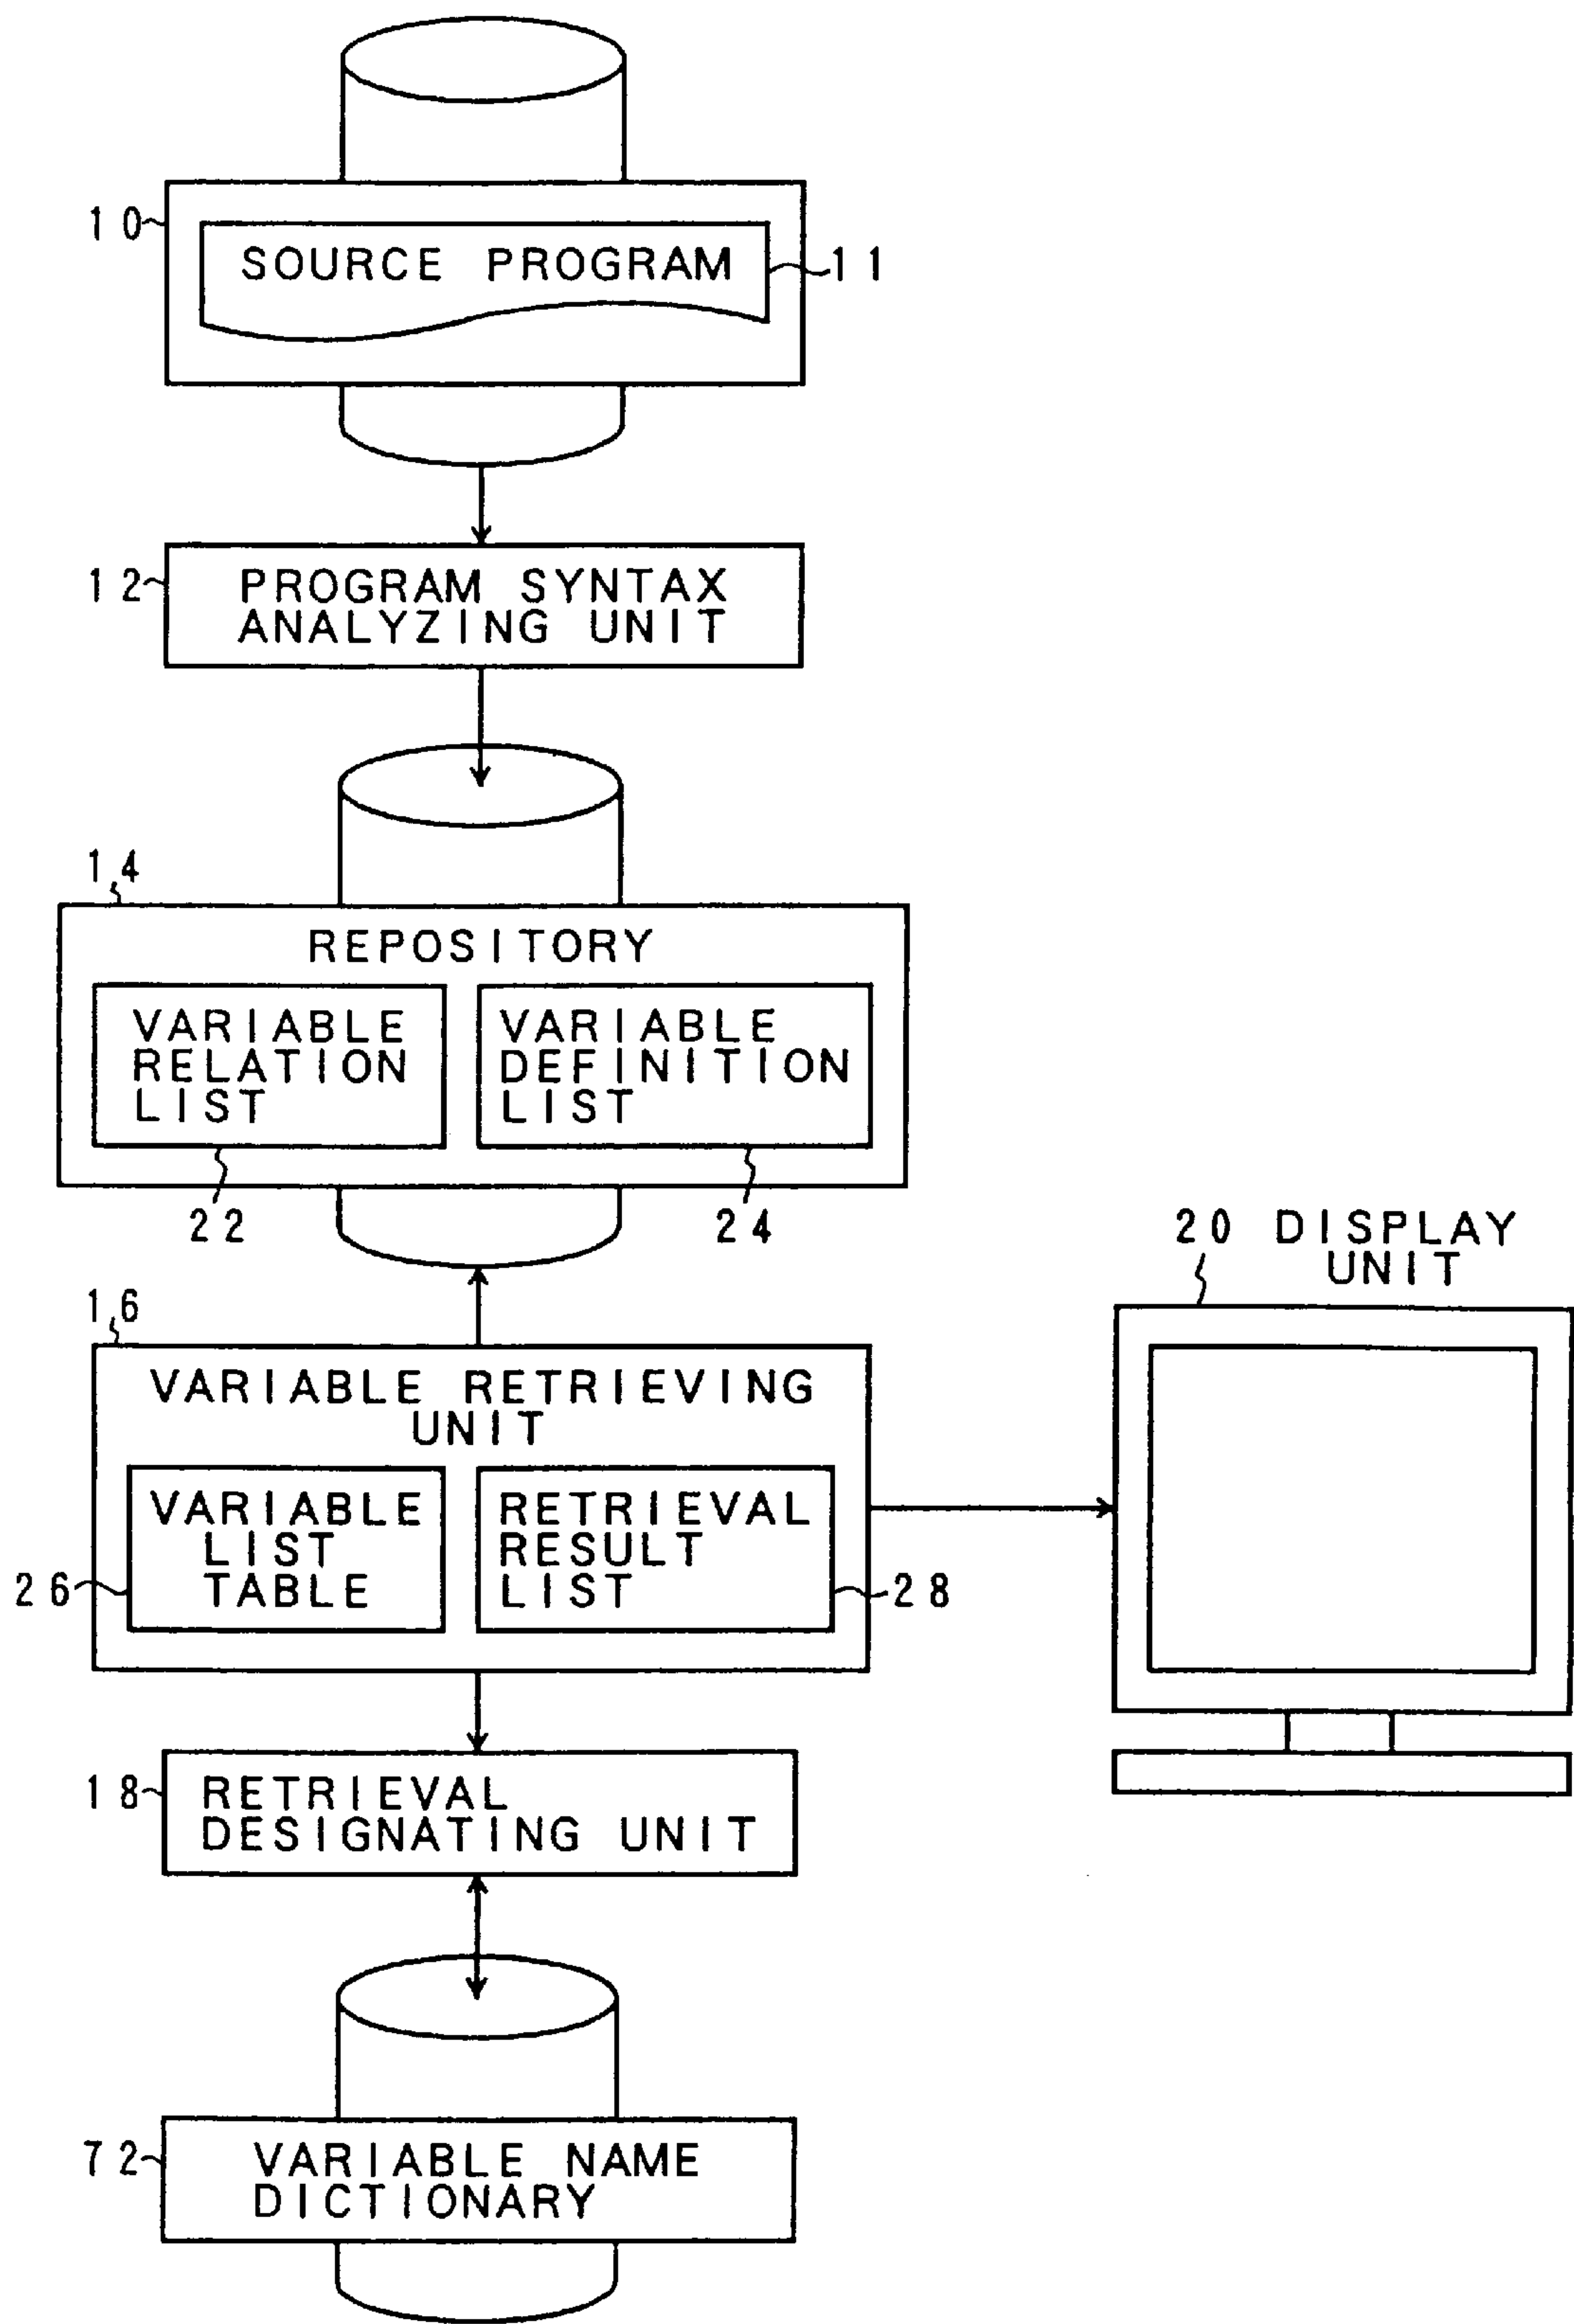 10
SOURCE PROGRAM
11
12
PROGRAM SYNTAX
ANALYZING UNIT
14
REPOSITORY
VARIABLE
RELATION
LIST
VARIABLE
DEFINITION
LIST
22
24
20 DISPLAY
UNIT
16
VARIABLE RETRIEVING
UNIT
VARIABLE
LIST
TABLE
RETRIEVAL
RESULT
LIST
26
28
18
RETRIEVAL
DESIGNATING UNIT
72
VARIABLE NAME
DICTIONARY